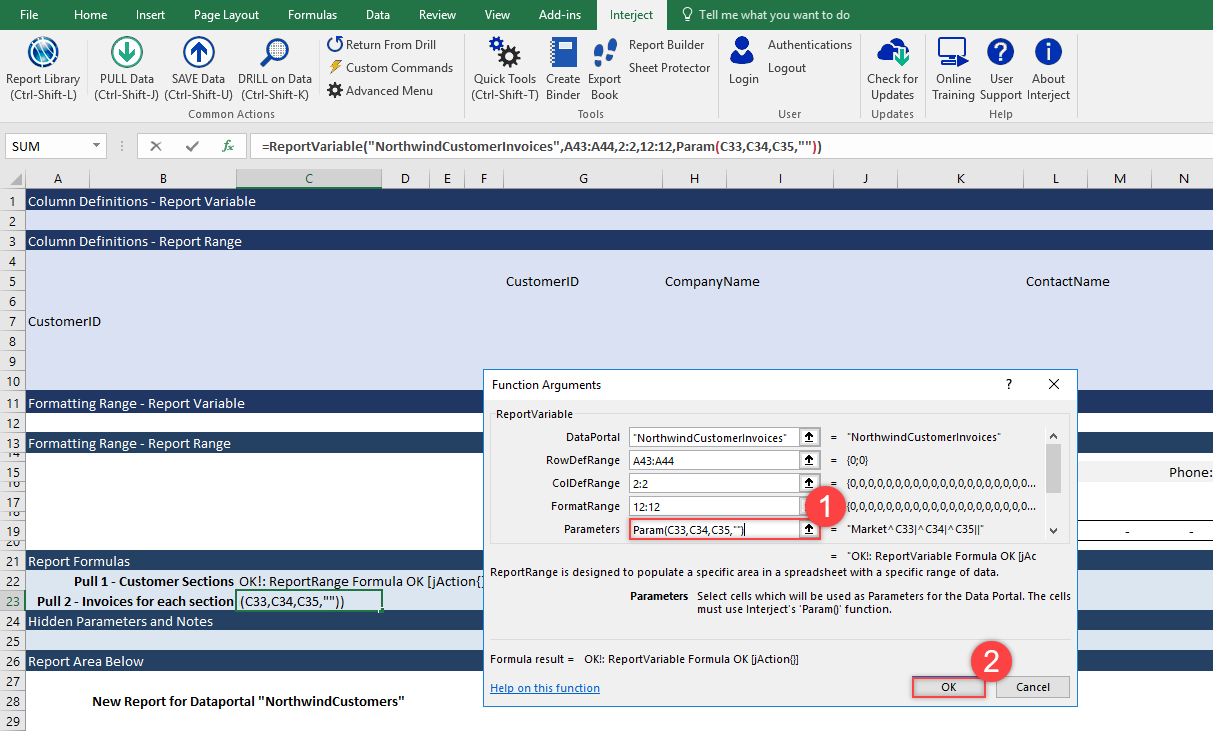 File Home Insert Page Layout Formulas Data Review View Add-ins Interject Tell me what you want to do
Report Library (Ctrl-Shift-L)
PULL Data (Ctrl-Shift-J)
SAVE Data (Ctrl-Shift-U)
DRILL on Data (Ctrl-Shift-K)
Return From Drill
Custom Commands
Advanced Menu
Common Actions
Quick Tools (Ctrl-Shift-T)
Create Binder
Export Book
Report Builder
Sheet Protector
Tools
Login
Authentications
Logout
User
Check for Updates
Updates
Online Training
User Support
About Interject
Help
SUM fx =ReportVariable("NorthwindCustomerInvoices",A43:A44,2:2,12:12,Param(C33,C34,C35,""))
A B C D E F G H I J K L M N
1 Column Definitions - Report Variable
2
3 Column Definitions - Report Range
4
5 CustomerID CompanyName ContactName
6
7 CustomerID
8
9
10
11 Formatting Range - Report Variable
12
13 Formatting Range - Report Range
14
15 Phone:
16
17
18
19 - -
20
21 Report Formulas
22 Pull 1 - Customer Sections OK!: ReportRange Formula OK [jAction{}]
23 Pull 2 - Invoices for each section (C33,C34,C35,""))
24 Hidden Parameters and Notes
25
26 Report Area Below
27
28 New Report for Dataportal "NorthwindCustomers"
29
Function Arguments ?
ReportVariable
DataPortal "NorthwindCustomerInvoices" = "NorthwindCustomerInvoices"
RowDefRange A43:A44 = {0;0}
ColDefRange 2:2 = {0,0,0,0,0,0,0,0,0,0,0,0,0,0,0,0,0,0,0,0...
FormatRange 12:12 1 {0,0,0,0,0,0,0,0,0,0,0,0,0,0,0,0,0,0,0,0...
Parameters Param(C33,C34,C35,"") = "Market^C33|^C34|^C35||"
= "OK!: ReportVariable Formula OK [jAc
ReportRange is designed to populate a specific area in a spreadsheet with a specific range of data.
Parameters Select cells which will be used as Parameters for the Data Portal. The cells
must use Interject's 'Param()' function.
Formula result = OK!: ReportVariable Formula OK [jAction{}]
2
Help on this function OK Cancel